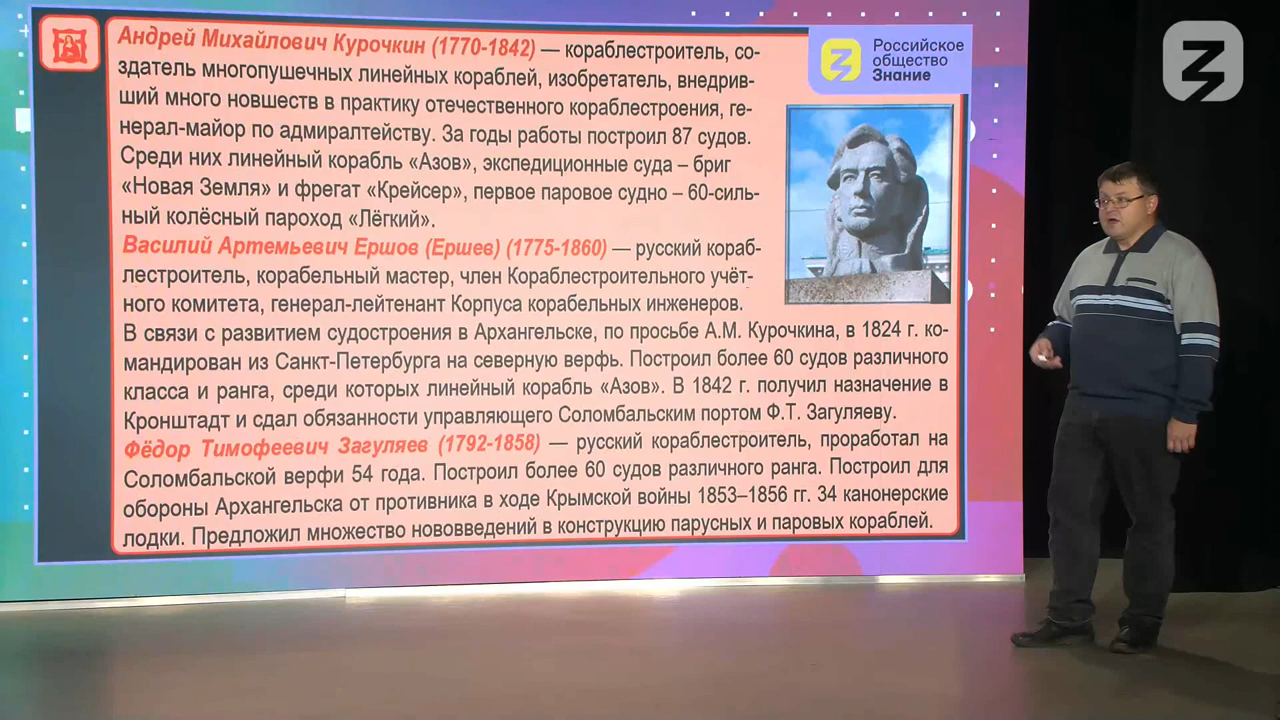 Андрей Михайлович Курочкин (1770-1842) — кораблестроитель, со-
здатель многопушечных линейных кораблей, изобретатель, внедрив-
ший много новшеств в практику отечественного кораблестроения, ге-
нерал-майор по адмиралтейству. За годы работы построил 87 судов.
Среди них линейный корабль «Азов», экспедиционные суда – бриг
«Новая Земля» и фрегат «Крейсер», первое паровое судно – 60-силь-
ный колёсный пароход «Лёгкий».
Василий Артемьевич Ершов (Ершев) (1775-1860) — русский кораб-
лестроитель, корабельный мастер, член Кораблестроительного учёт-
ного комитета, генерал-лейтенант Корпуса корабельных инженеров.
В связи с развитием судостроения в Архангельске, по просьбе А.М. Курочкина, в 1824 г. ко-
мандирован из Санкт-Петербурга на северную верфь. Построил более 60 судов различного
класса и ранга, среди которых линейный корабль «Азов». В 1842 г. получил назначение в
Кронштадт и сдал обязанности управляющего Соломбальским портом Ф.Т. Загуляеву.
Фёдор Тимофеевич Загуляев (1792-1858) — русский кораблестроитель, проработал на
Соломбальской верфи 54 года. Построил более 60 судов различного ранга. Построил для
обороны Архангельска от противника в ходе Крымской войны 1853–1856 гг. 34 канонерские
лодки. Предложил множество нововведений в конструкцию парусных и паровых кораблей.
Российское
общество
Знание